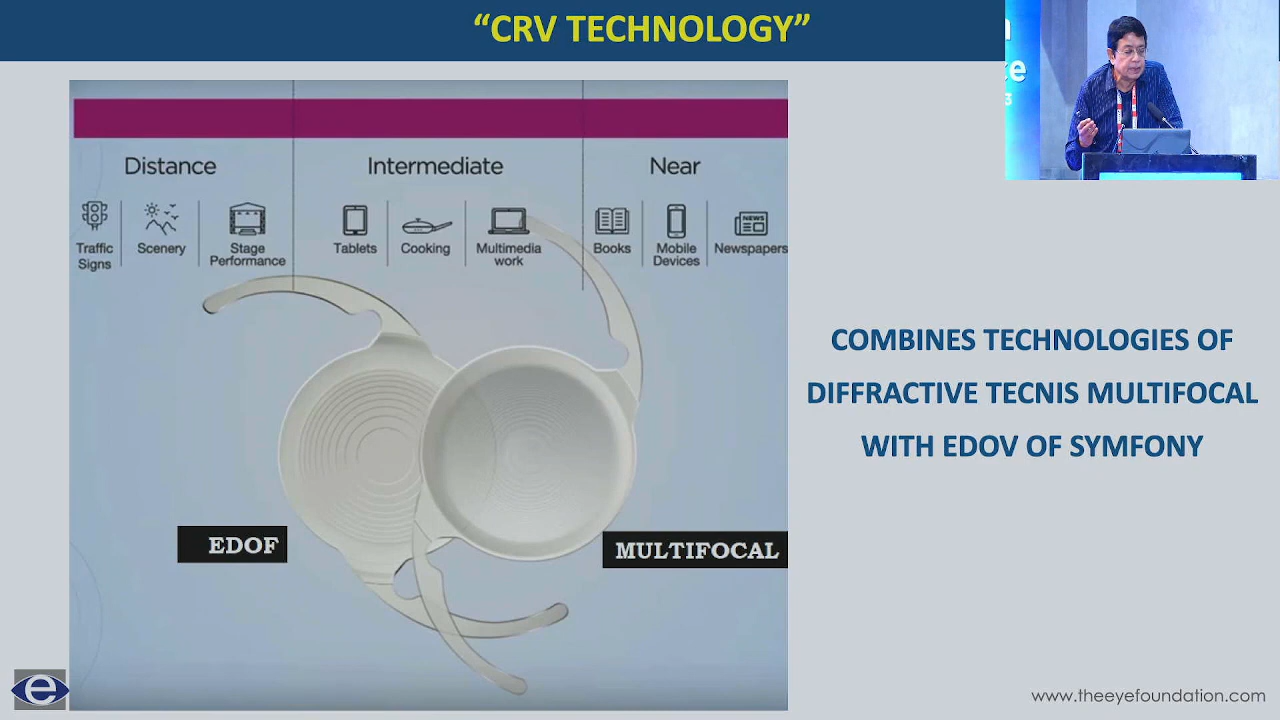 “CRV TECHNOLOGY”
Distance
Intermediate
Near
Traffic
Signs
Scenery
Stage
Performance
Tablets
Cooking
Multimedia
work
Books
Mobile
Devices
NEWS
Newspapers
EDOF
MULTIFOCAL
COMBINES TECHNOLOGIES OF
DIFFRACTIVE TECNIS MULTIFOCAL
WITH EDOV OF SYMFONY
e
www.theeyefoundation.com